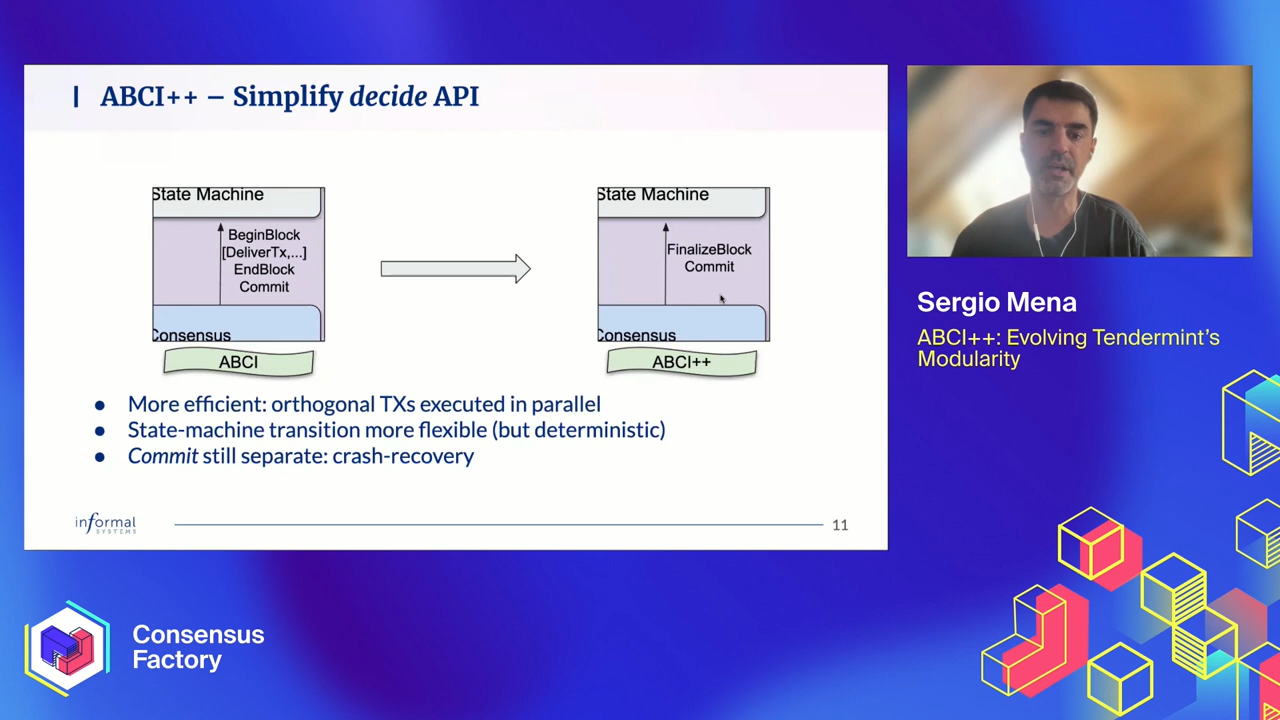 ABCI++ – Simplify decide API
State Machine
BeginBlock
[DeliverTx,...]
EndBlock
Commit
Consensus
ABCI
State Machine
FinalizeBlock
Commit
Consensus
ABCI++
● More efficient: orthogonal TXs executed in parallel
● State-machine transition more flexible (but deterministic)
● Commit still separate: crash-recovery
informal
SYSTEMS
11
Sergio Mena
ABCI++: Evolving Tendermint's
Modularity
Consensus
Factory